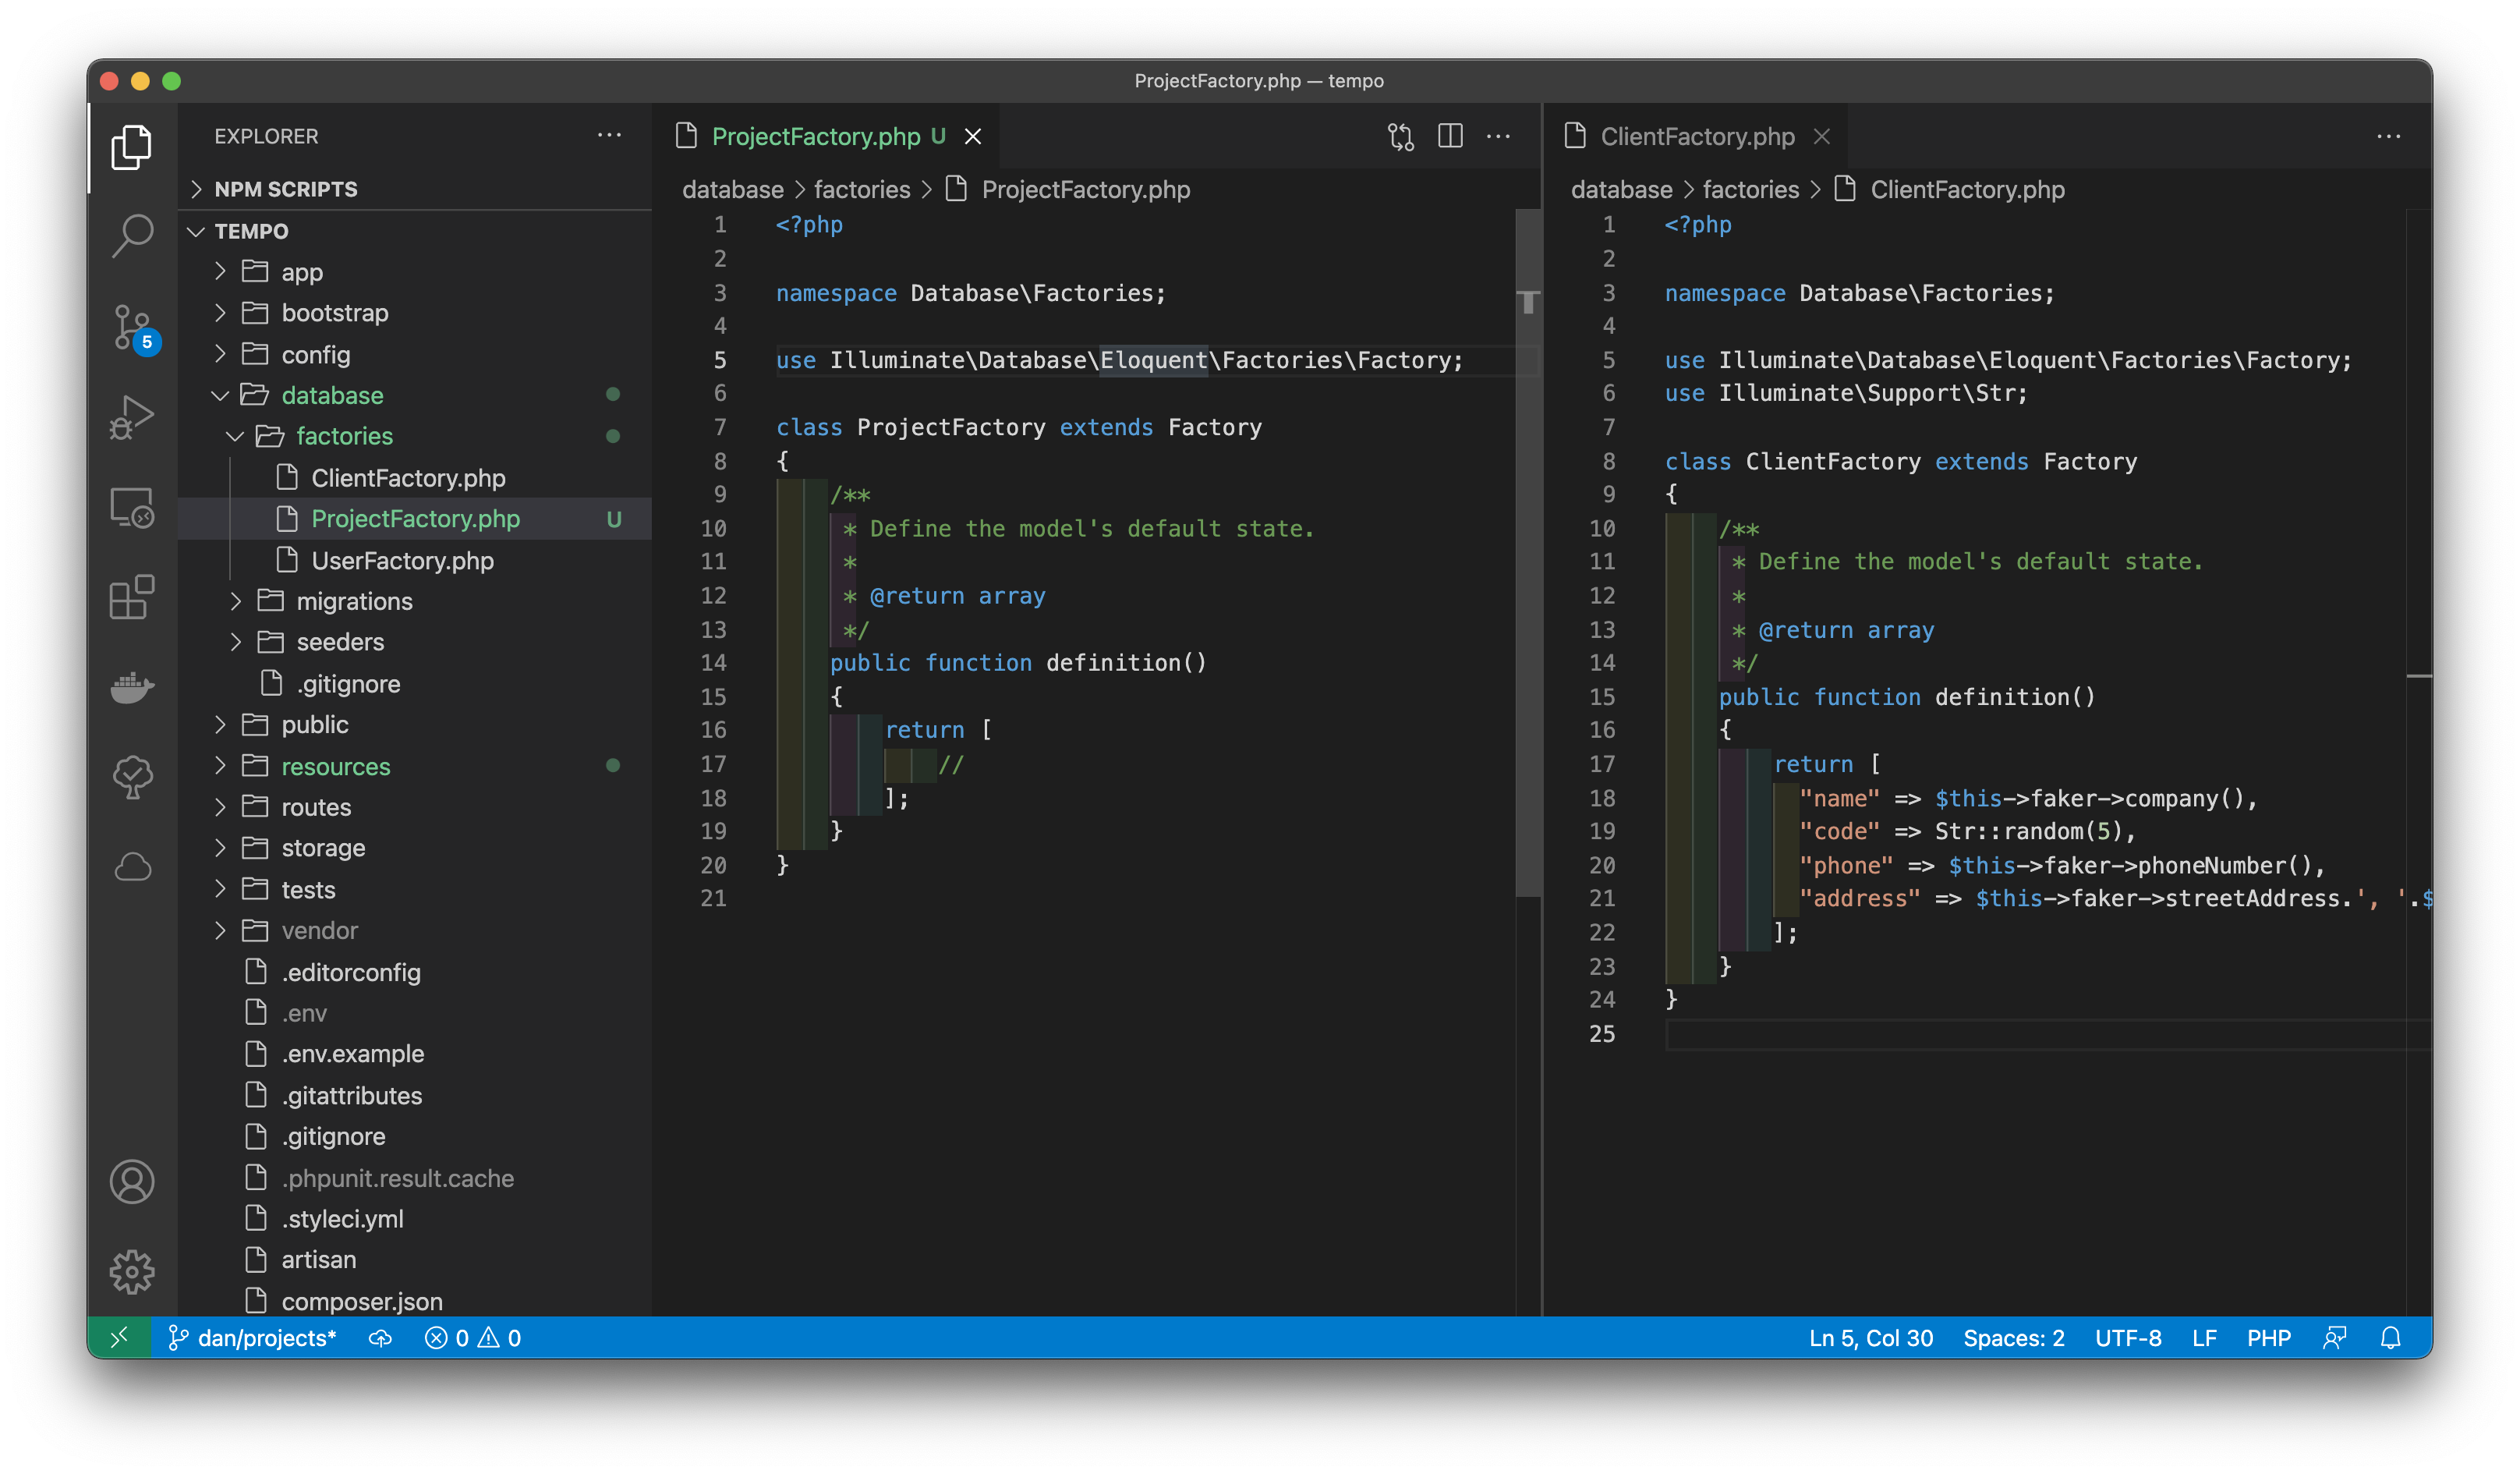 ProjectFactory.php — tempo
EXPLORER
NPM SCRIPTS
TEMPO
app
bootstrap
config
database
factories
ClientFactory.php
ProjectFactory.php U
UserFactory.php
migrations
seeders
.gitignore
public
resources
routes
storage
tests
vendor
.editorconfig
.env
.env.example
.gitattributes
.gitignore
.phpunit.result.cache
.styleci.yml
artisan
composer.json
5
ProjectFactory.php U
database > factories > ProjectFactory.php
1 <?php
2
3 namespace Database\Factories;
4
5 use Illuminate\Database\Eloquent\Factories\Factory;
6
7 class ProjectFactory extends Factory
8 {
9 /**
10 * Define the model's default state.
11 *
12 * @return array
13 */
14 public function definition()
15 {
16 return [
17 //
18 ];
19 }
20 }
21
ClientFactory.php
database > factories > ClientFactory.php
1 <?php
2
3 namespace Database\Factories;
4
5 use Illuminate\Database\Eloquent\Factories\Factory;
6 use Illuminate\Support\Str;
7
8 class ClientFactory extends Factory
9 {
10 /**
11 * Define the model's default state.
12 *
13 * @return array
14 */
15 public function definition()
16 {
17 return [
18 "name" => $this->faker->company(),
19 "code" => Str::random(5),
20 "phone" => $this->faker->phoneNumber(),
21 "address" => $this->faker->streetAddress.', '.$
22 ];
23 }
24 }
25
dan/projects* 0 0 Ln 5, Col 30 Spaces: 2 UTF-8 LF PHP